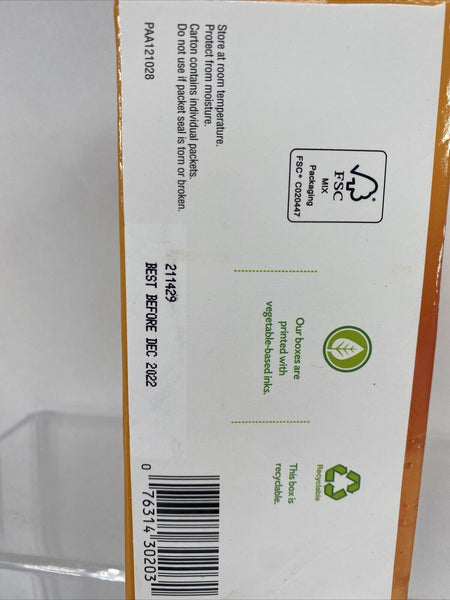 Store at room temperature.
Protect from moisture.
Carton contains individual packets.
Do not use if packet seal is torn or broken.
PAA121028
FSC
MIX
Packaging
FSC® C020447
211429
BEST BEFORE DEC 2022
Our boxes are
printed with
vegetable-based inks.
Recyclable
This box is
recyclable.
0 76314 30203